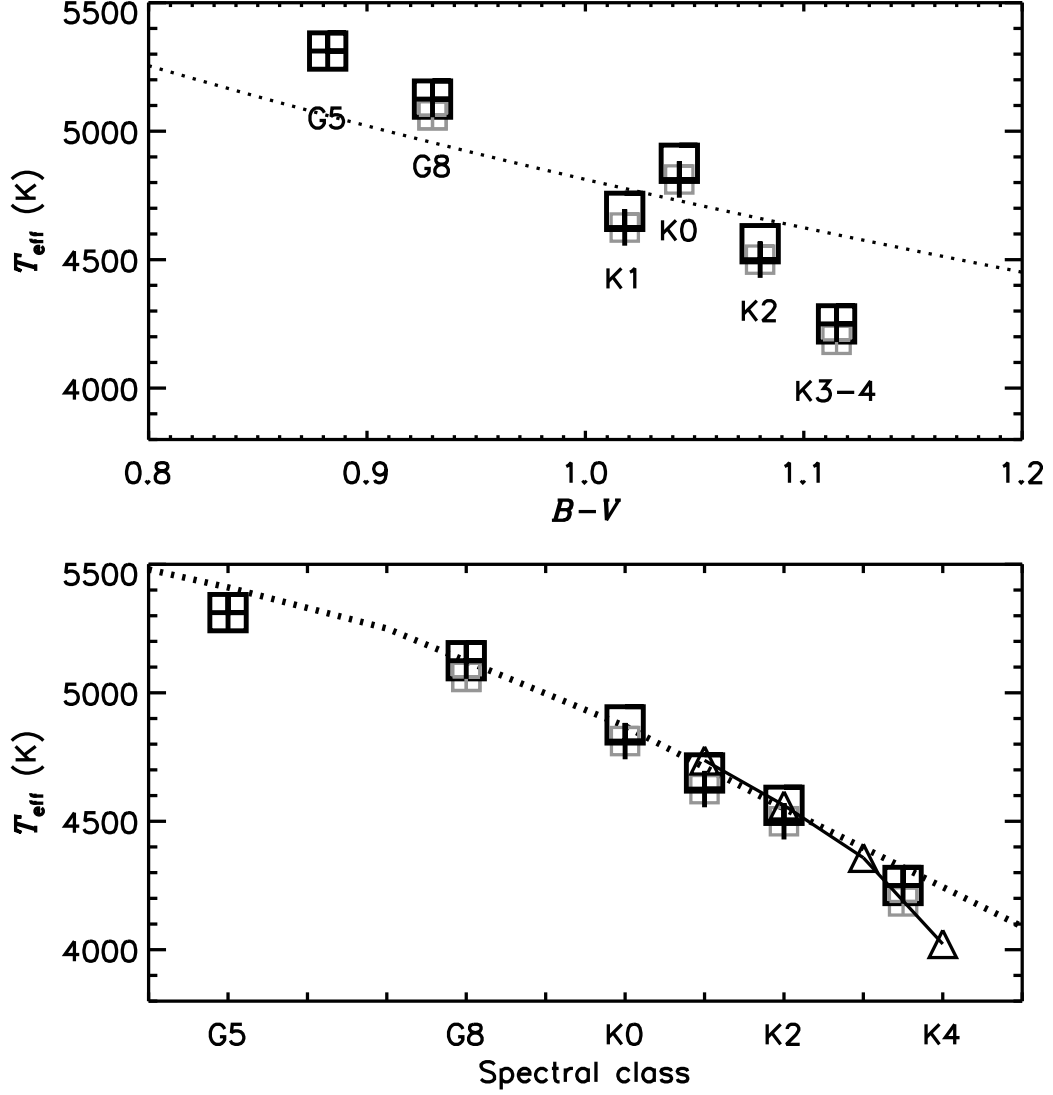 5500
5000
4500
4000
T_eff (K)
G5
G8
K1
K0
K2
K3-4
0.8 0.9 1.0 1.1 1.2
B-V
5500
5000
4500
4000
T_eff (K)
G5 G8 K0 K2 K4
Spectral class